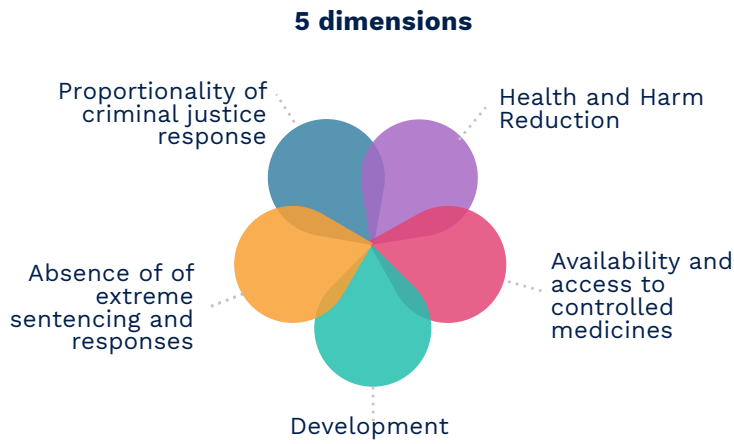 5 dimensions
Proportionality of
criminal justice
response
Health and Harm
Reduction
Absence of of
extreme
sentencing and
responses
Availability and
access to
controlled
medicines
Development